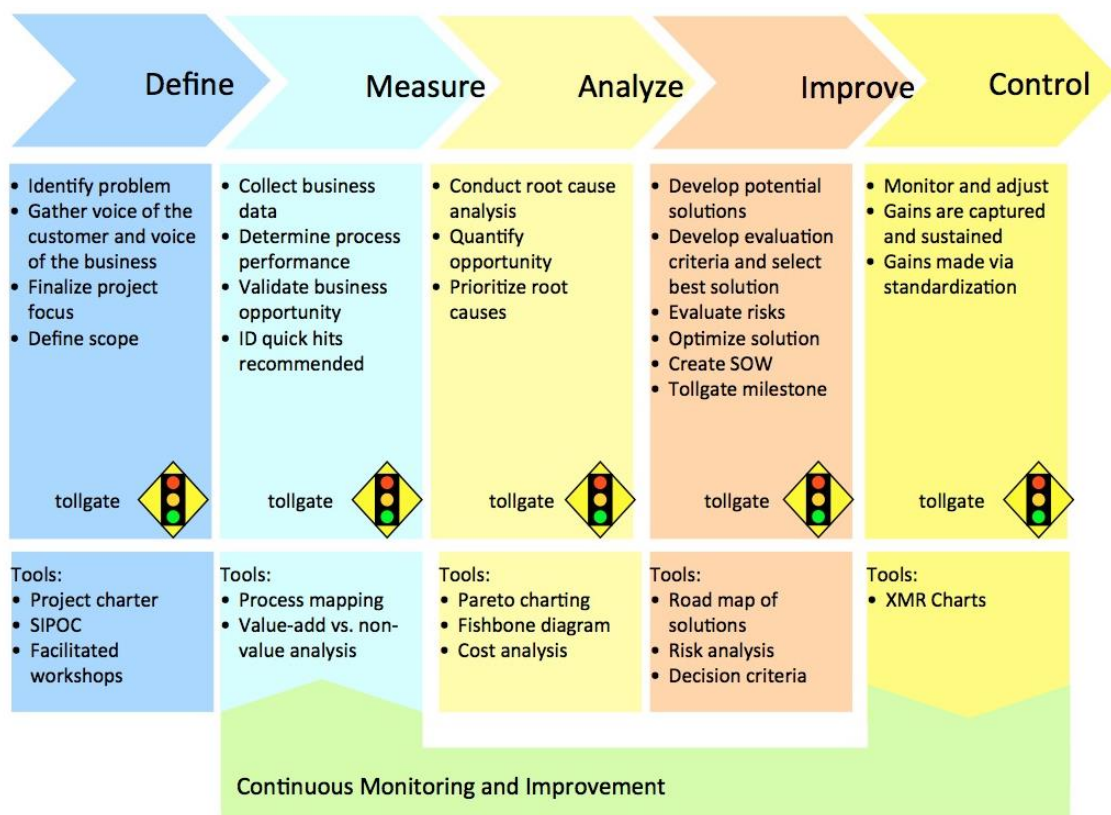 Define
Measure
Analyze
Improve
Control
• Identify problem
• Gather voice of the
customer and voice
of the business
• Finalize project
focus
• Define scope
tollgate
• Collect business
data
• Determine process
performance
• Validate business
opportunity
• ID quick hits
recommended
tollgate
• Conduct root cause
analysis
• Quantify
opportunity
• Prioritize root
causes
tollgate
• Develop potential
solutions
• Develop evaluation
criteria and select
best solution
• Evaluate risks
• Optimize solution
• Create SOW
• Tollgate milestone
tollgate
• Monitor and adjust
• Gains are captured
and sustained
• Gains made via
standardization
tollgate
Tools:
• Project charter
• SIPOC
• Facilitated
workshops
Tools:
• Process mapping
• Value-add vs. non-
value analysis
Tools:
• Pareto charting
• Fishbone diagram
• Cost analysis
Tools:
• Road map of
solutions
• Risk analysis
• Decision criteria
Tools:
• XMR Charts
Continuous Monitoring and Improvement